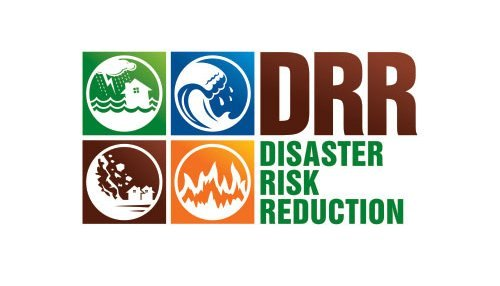 DRR
DISASTER
RISK
REDUCTION